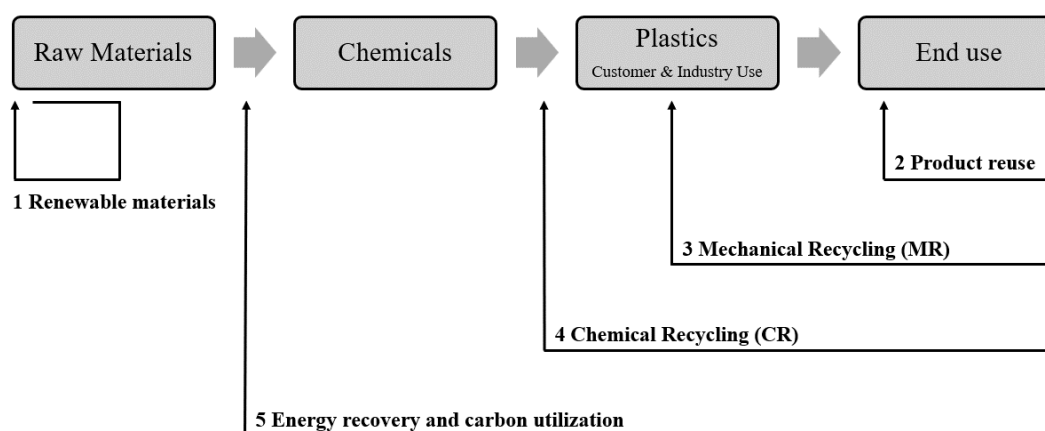 Raw Materials
Chemicals
Plastics
Customer & Industry Use
End use
1 Renewable materials
2 Product reuse
3 Mechanical Recycling (MR)
4 Chemical Recycling (CR)
5 Energy recovery and carbon utilization